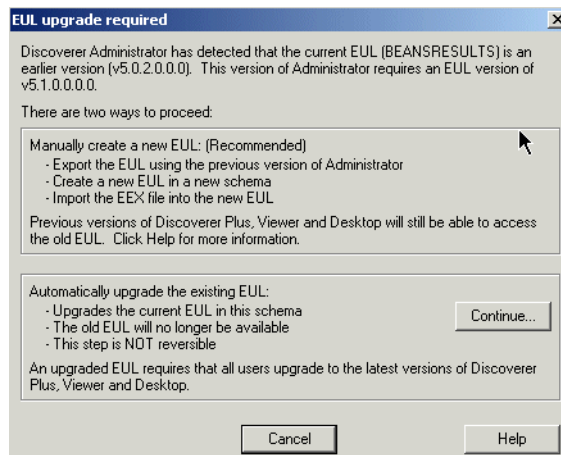 EUL upgrade required
Discoverer Administrator has detected that the current EUL (BEANSRESULTS) is an
earlier version (v5.0.2.0.0.0). This version of Administrator requires an EUL version of
v5.1.0.0.0.0.
There are two ways to proceed:
Manually create a new EUL: (Recommended)
- Export the EUL using the previous version of Administrator
- Create a new EUL in a new schema
- Import the EEX file into the new EUL
Previous versions of Discoverer Plus, Viewer and Desktop will still be able to access
the old EUL. Click Help for more information.
Automatically upgrade the existing EUL:
- Upgrades the current EUL in this schema
- The old EUL will no longer be available
- This step is NOT reversible
Continue...
An upgraded EUL requires that all users upgrade to the latest versions of Discoverer
Plus, Viewer and Desktop.
Cancel Help